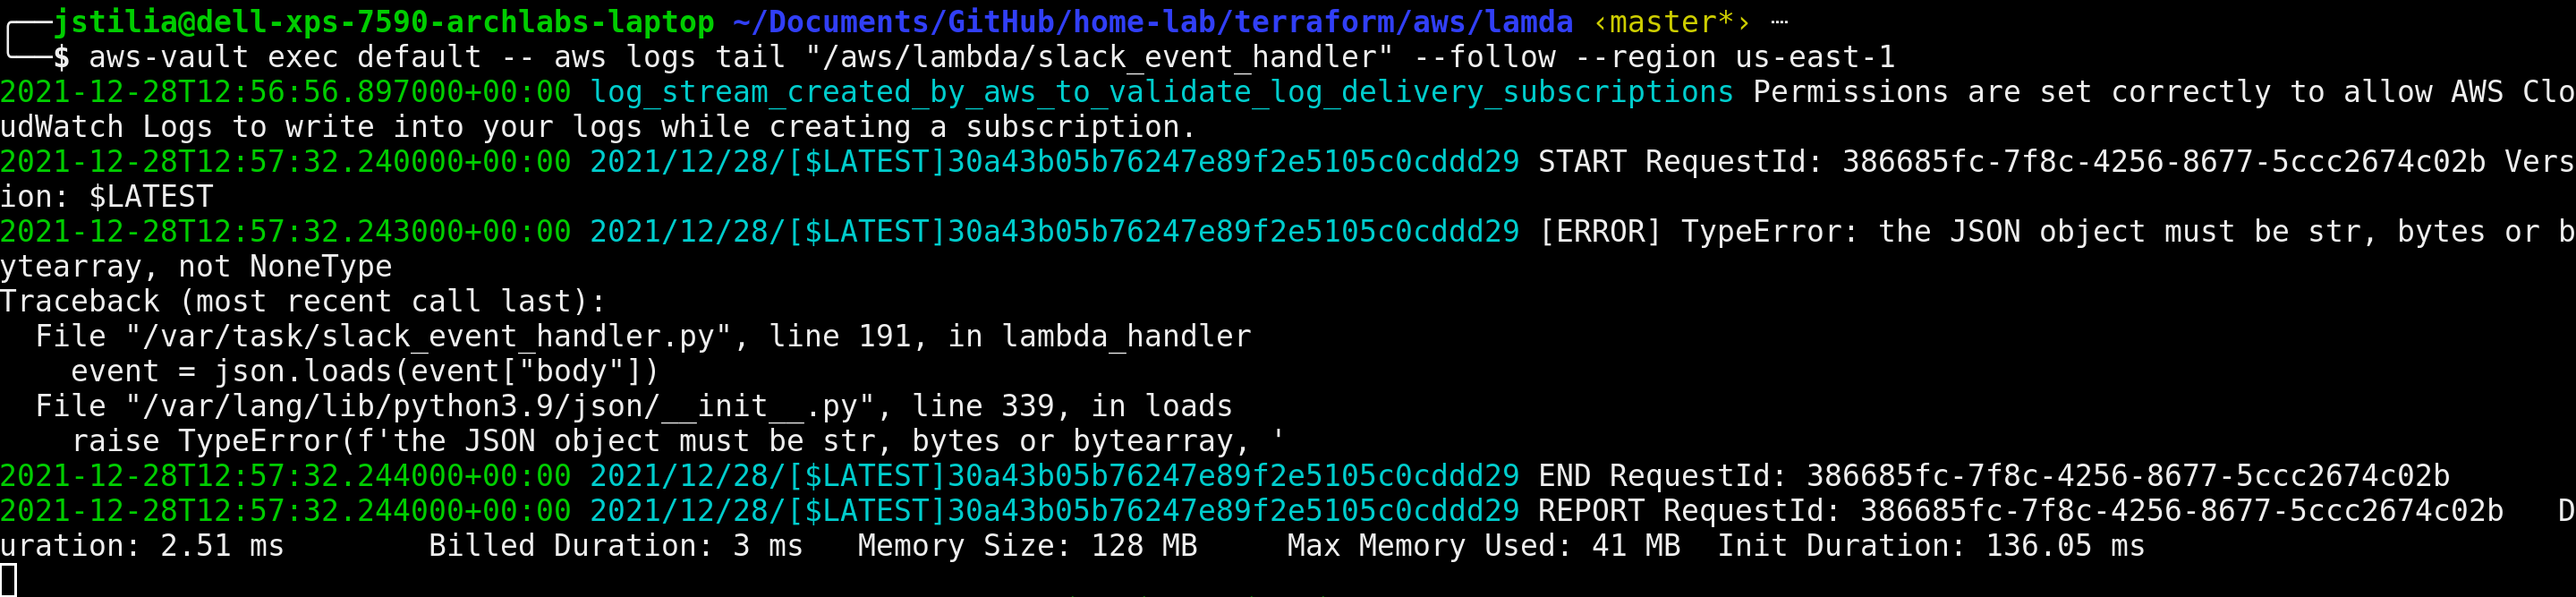 jstilia@dell-xps-7590-archlabs-laptop ~/Documents/GitHub/home-lab/terraform/aws/lamda ‹master*› ┈
$ aws-vault exec default -- aws logs tail "/aws/lambda/slack_event_handler" --follow --region us-east-1
2021-12-28T12:56:56.897000+00:00 log_stream_created_by_aws_to_validate_log_delivery_subscriptions Permissions are set correctly to allow AWS Clo
udWatch Logs to write into your logs while creating a subscription.
2021-12-28T12:57:32.240000+00:00 2021/12/28/[$LATEST]30a43b05b76247e89f2e5105c0cddd29 START RequestId: 386685fc-7f8c-4256-8677-5ccc2674c02b Vers
ion: $LATEST
2021-12-28T12:57:32.243000+00:00 2021/12/28/[$LATEST]30a43b05b76247e89f2e5105c0cddd29 [ERROR] TypeError: the JSON object must be str, bytes or b
ytearray, not NoneType
Traceback (most recent call last):
  File "/var/task/slack_event_handler.py", line 191, in lambda_handler
    event = json.loads(event["body"])
  File "/var/lang/lib/python3.9/json/__init__.py", line 339, in loads
    raise TypeError(f'the JSON object must be str, bytes or bytearray, '
2021-12-28T12:57:32.244000+00:00 2021/12/28/[$LATEST]30a43b05b76247e89f2e5105c0cddd29 END RequestId: 386685fc-7f8c-4256-8677-5ccc2674c02b
2021-12-28T12:57:32.244000+00:00 2021/12/28/[$LATEST]30a43b05b76247e89f2e5105c0cddd29 REPORT RequestId: 386685fc-7f8c-4256-8677-5ccc2674c02b   D
uration: 2.51 ms        Billed Duration: 3 ms   Memory Size: 128 MB     Max Memory Used: 41 MB  Init Duration: 136.05 ms